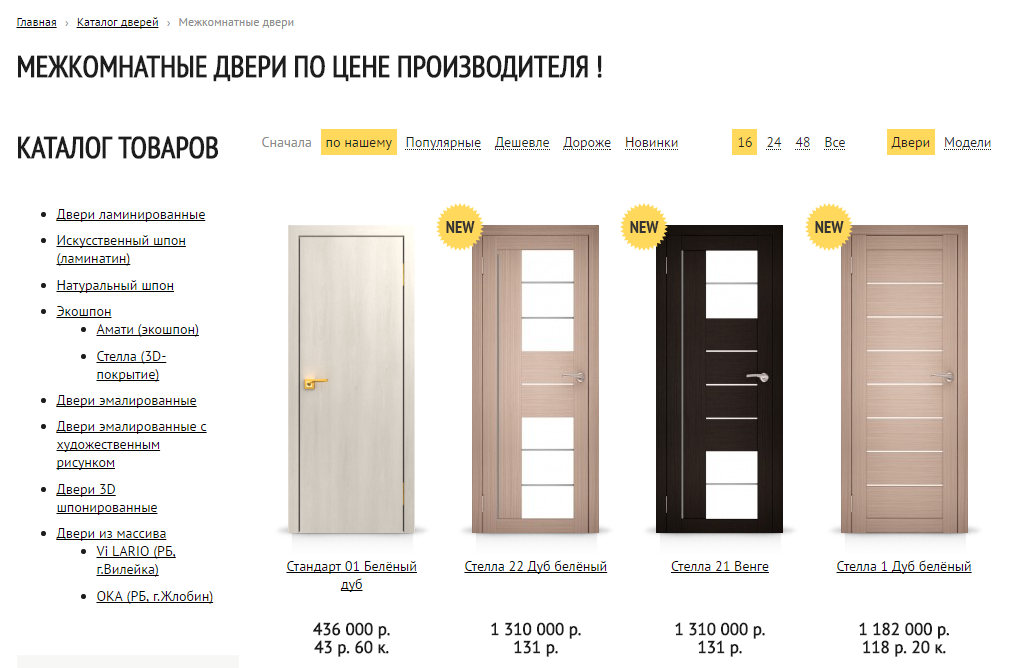 Главная › Каталог дверей › Межкомнатные двери
МЕЖКОМНАТНЫЕ ДВЕРИ ПО ЦЕНЕ ПРОИЗВОДИТЕЛЯ !
КАТАЛОГ ТОВАРОВ
Сначала по нашему Популярные Дешевле Дороже Новинки 16 24 48 Все Двери Модели
Двери ламинированные
Искусственный шпон
(ламинатин)
Натуральный шпон
Экошпон
Амати (экошпон)
Стелла (3D-
покрытие)
Двери эмалированные
Двери эмалированные с
художественным
рисунком
Двери 3D
шпонированные
Двери из массива
Vi LARIO (РБ,
г.Вилейка)
ОКА (РБ, г.Жлобин)
NEW NEW NEW
Стандарт 01 Белёный
дуб
Стелла 22 Дуб белёный
Стелла 21 Венге
Стелла 1 Дуб белёный
436 000 р.
43 р. 60 к.
1 310 000 р.
131 р.
1 310 000 р.
131 р.
1 182 000 р.
118 р. 20 к.